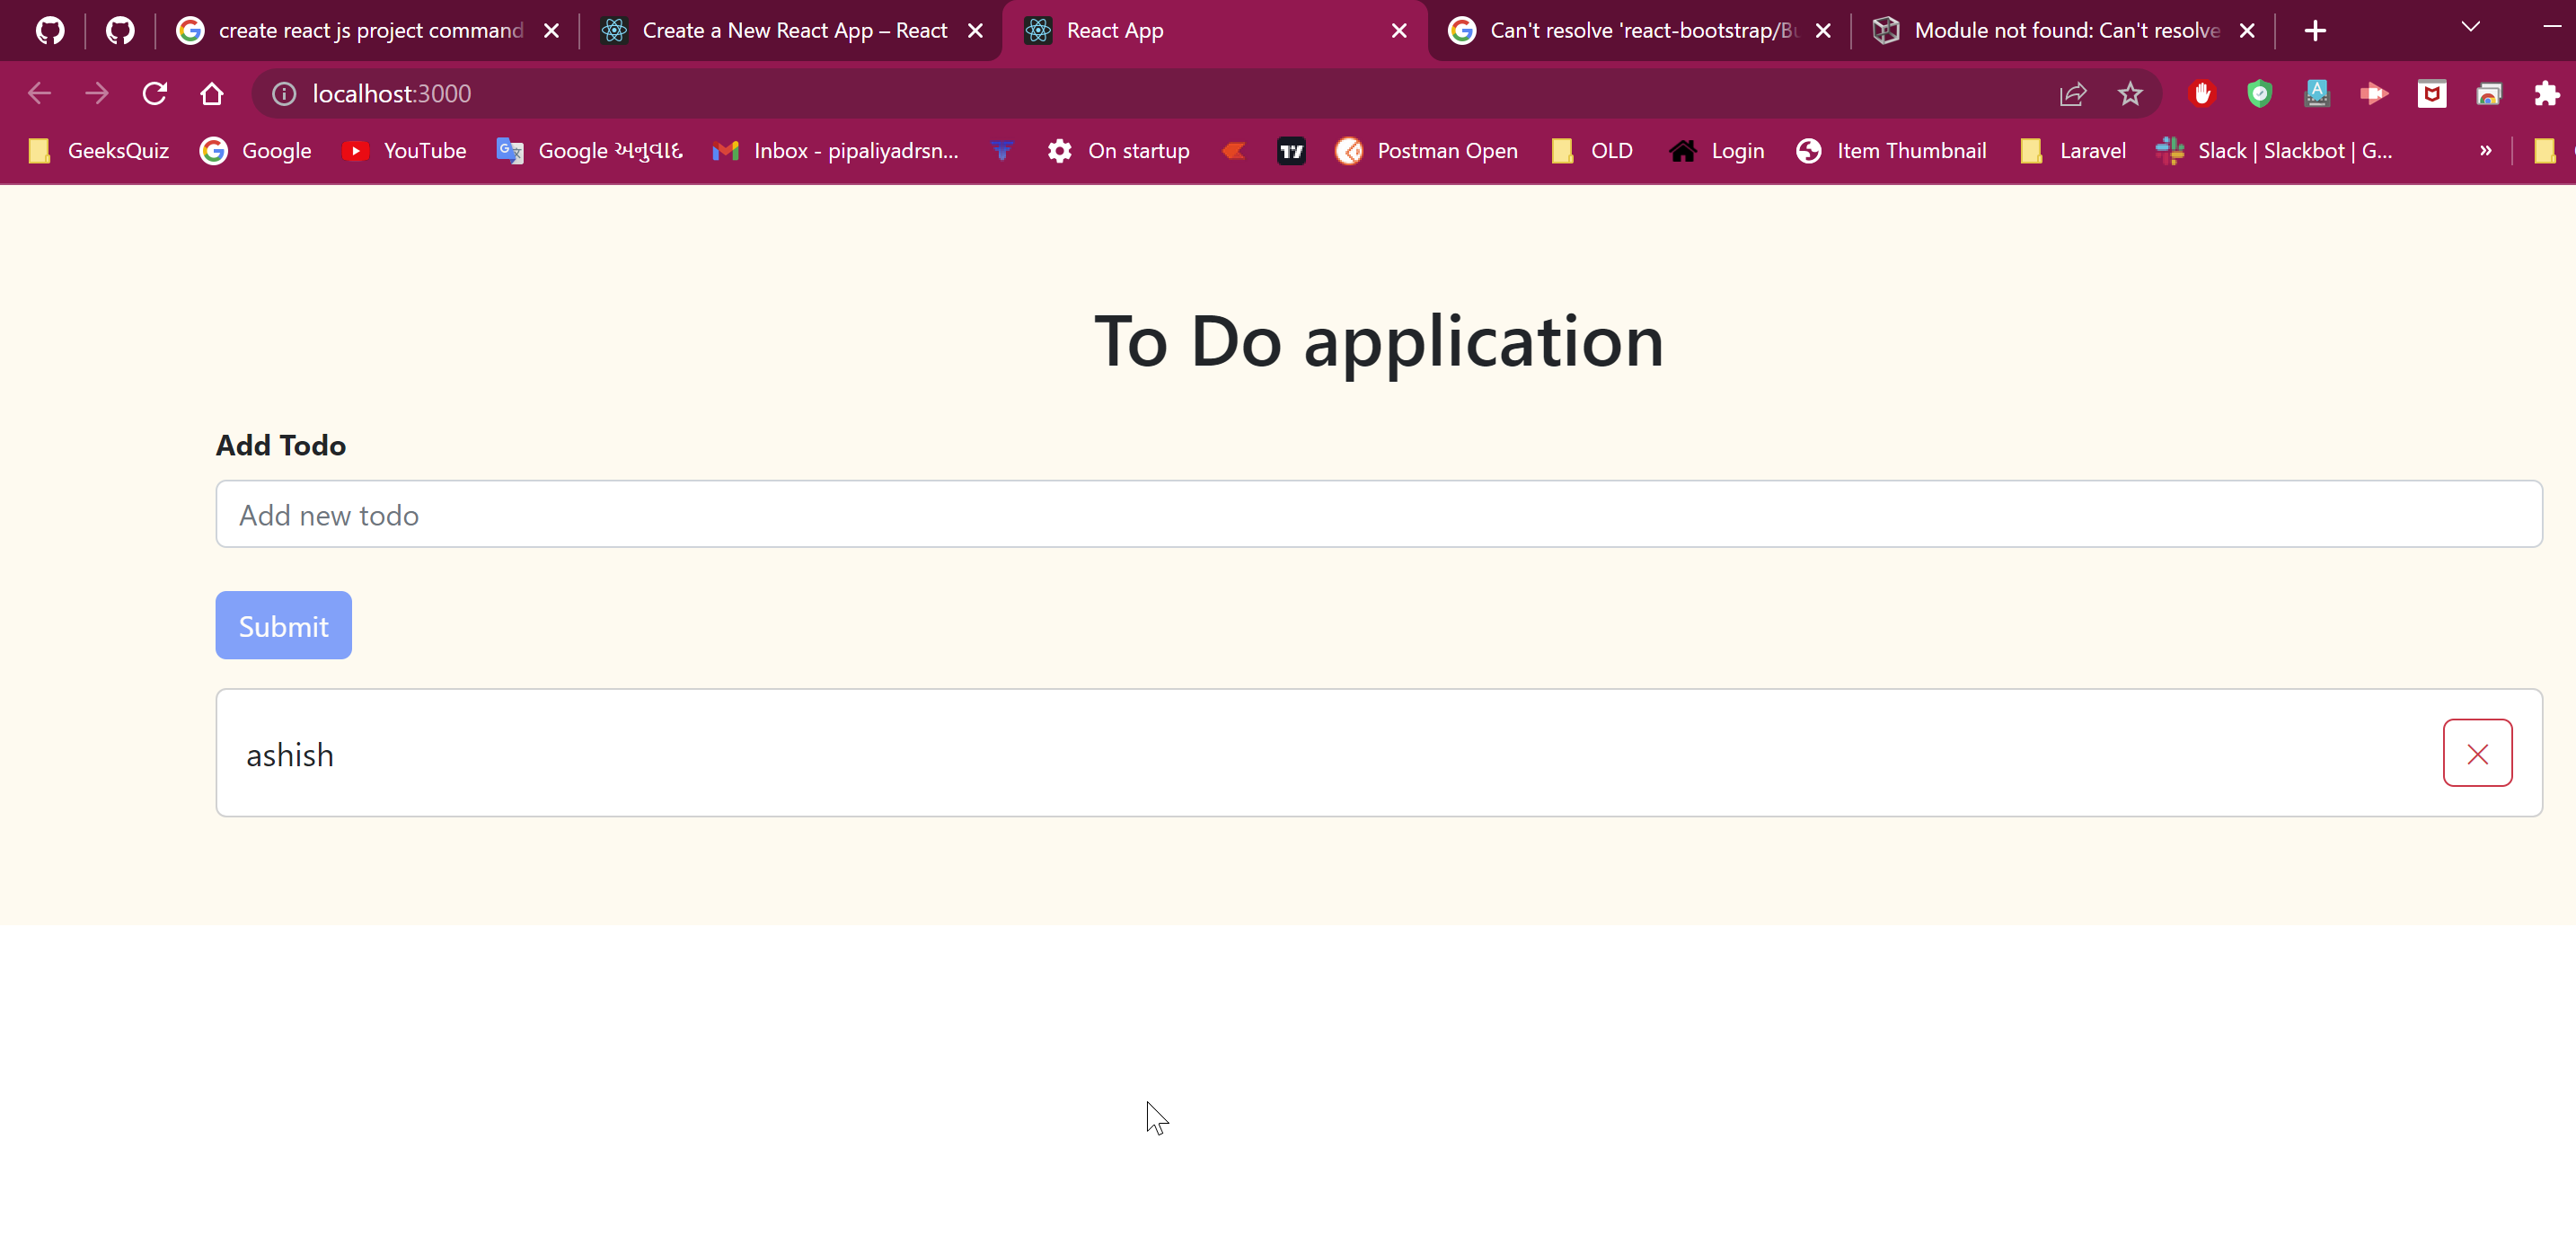 create react js project command
Create a New React App – React
React App
Can't resolve 'react-bootstrap/Bu
Module not found: Can't resolve
localhost:3000
GeeksQuiz
Google
YouTube
Google અનુવાદ
Inbox - pipaliyadrsn...
On startup
Postman Open
OLD
Login
Item Thumbnail
Laravel
Slack | Slackbot | G...
»
To Do application
Add Todo
Add new todo
Submit
ashish